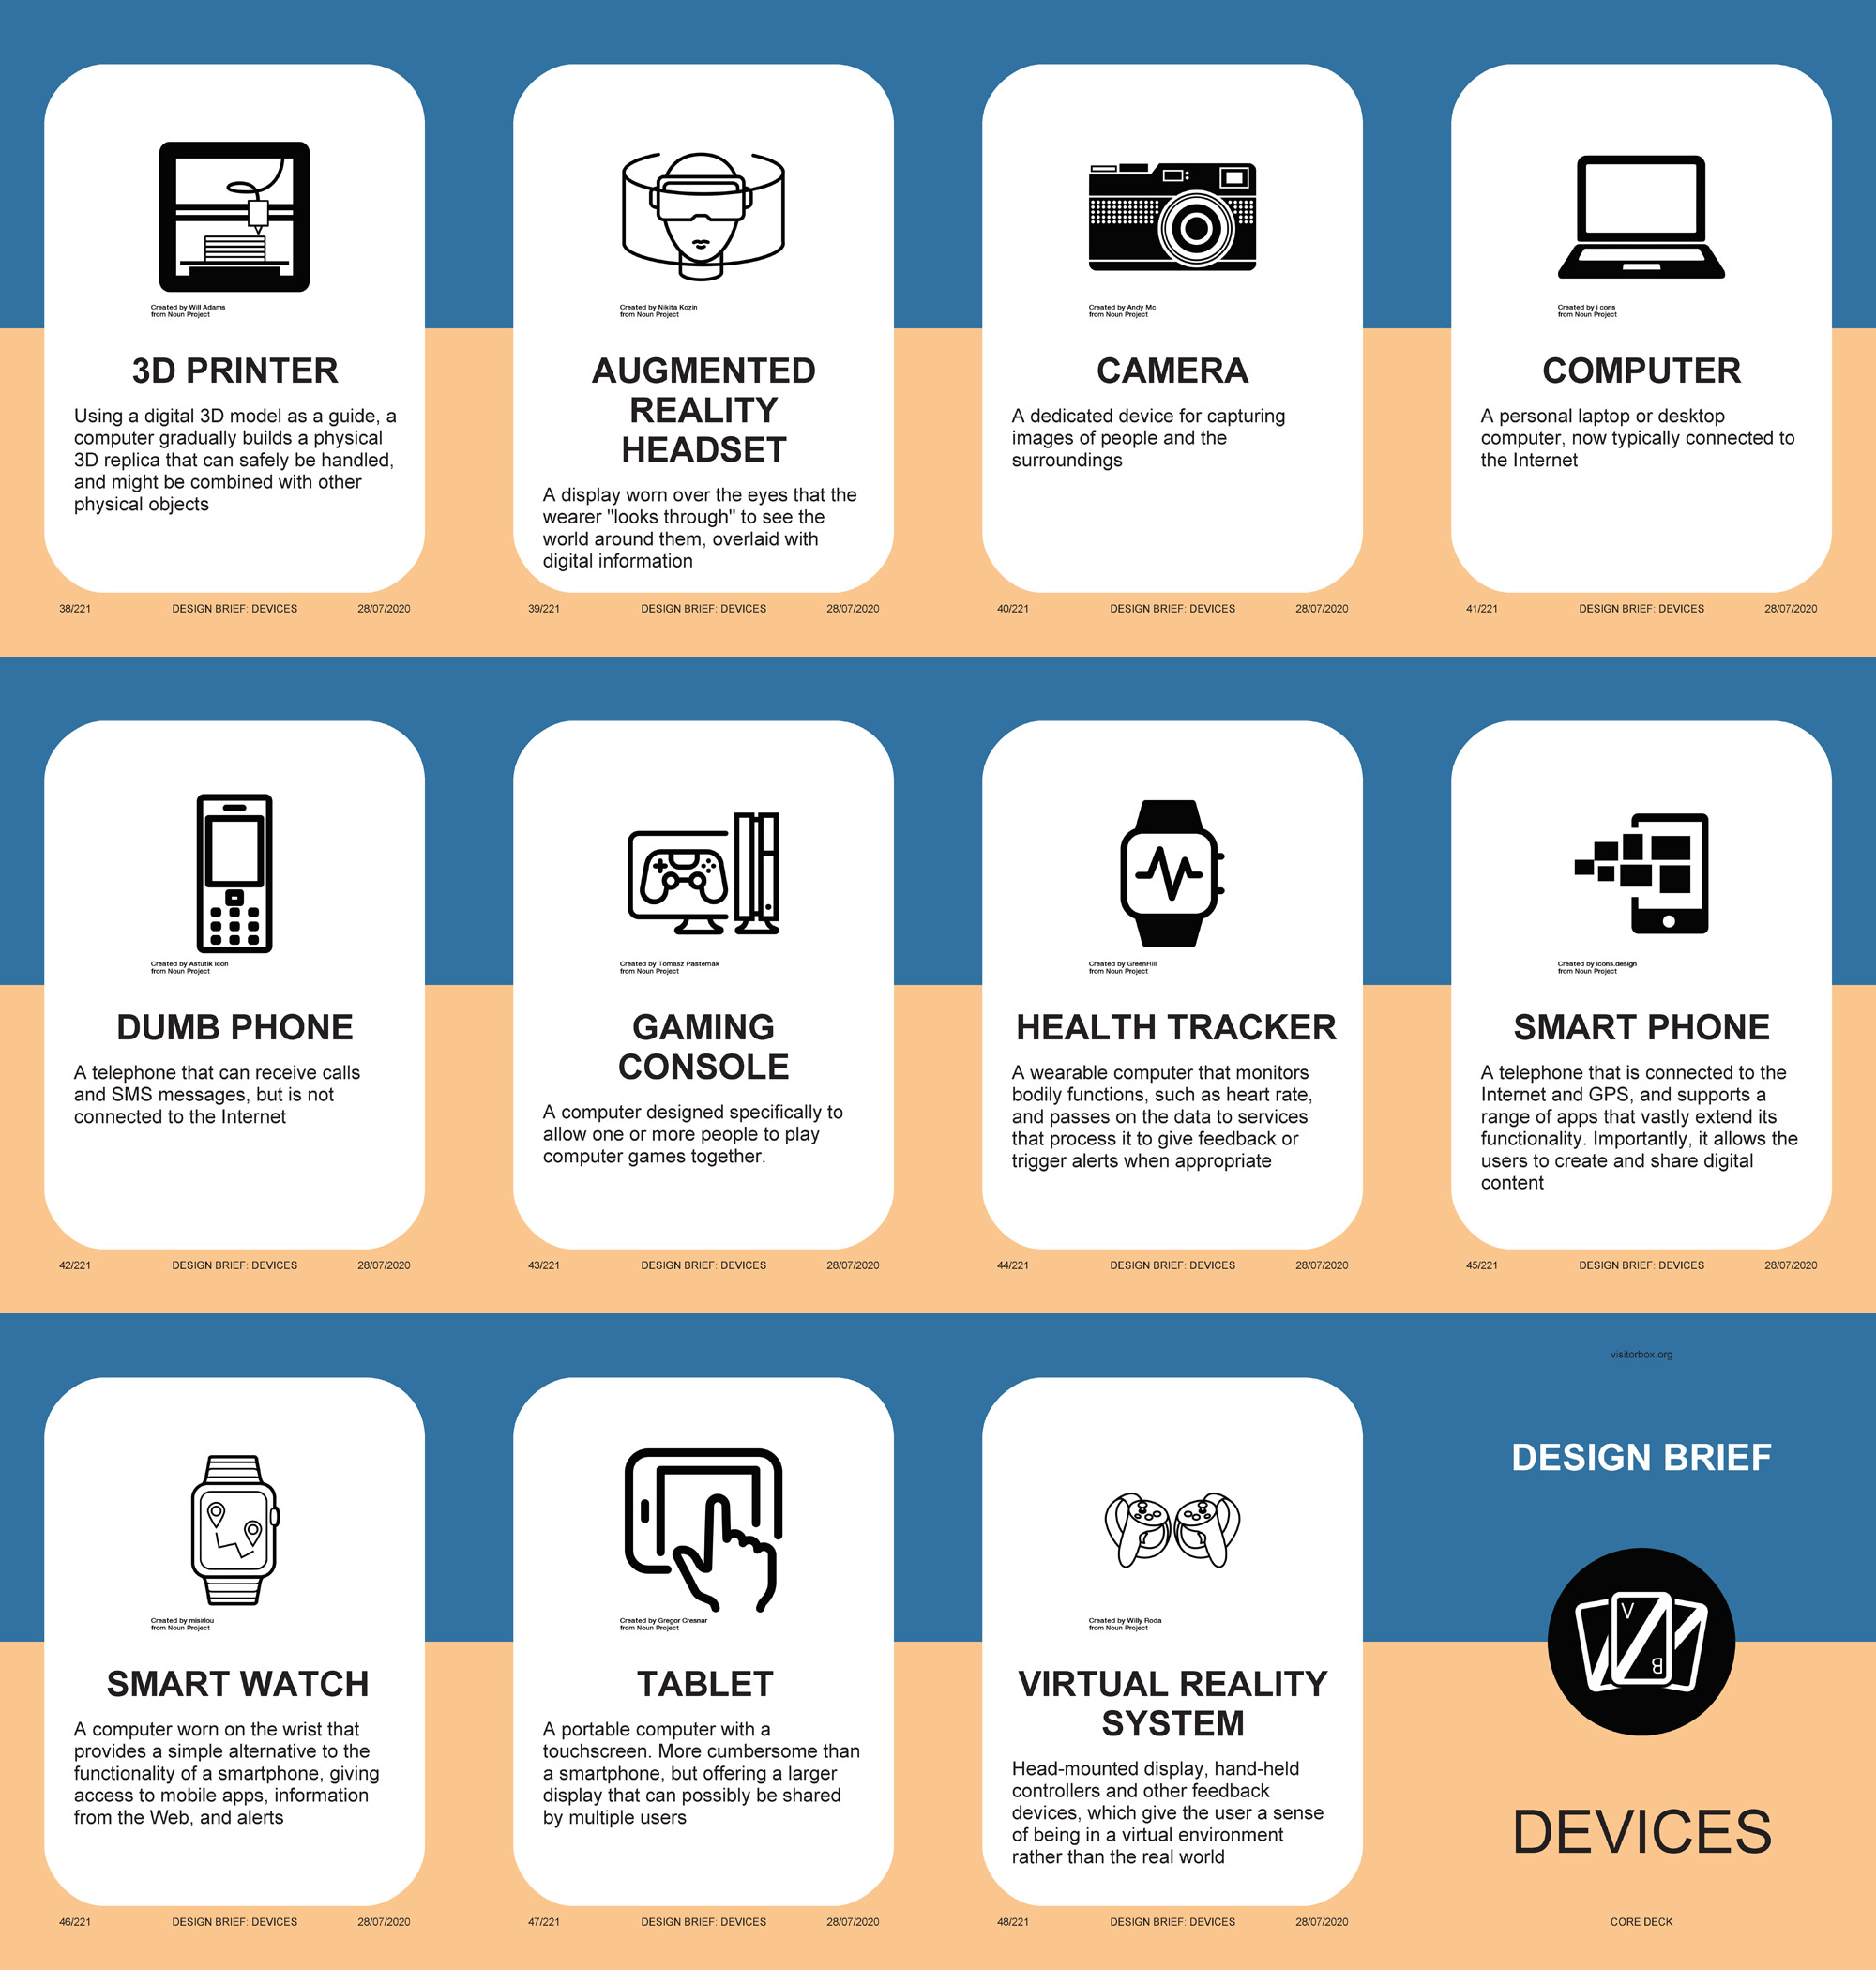 Created by Will Adams
from Noun Project
3D PRINTER
Using a digital 3D model as a guide, a
computer gradually builds a physical
3D replica that can safely be handled,
and might be combined with other
physical objects
38/221 DESIGN BRIEF: DEVICES 28/07/2020
Created by Nikita Kozin
from Noun Project
AUGMENTED
REALITY
HEADSET
A display worn over the eyes that the
wearer "looks through" to see the
world around them, overlaid with
digital information
39/221 DESIGN BRIEF: DEVICES 28/07/2020
Created by Andy Mc
from Noun Project
CAMERA
A dedicated device for capturing
images of people and the
surroundings
40/221 DESIGN BRIEF: DEVICES 28/07/2020
Created by i cons
from Noun Project
COMPUTER
A personal laptop or desktop
computer, now typically connected to
the Internet
41/221 DESIGN BRIEF: DEVICES 28/07/2020
Created by Astutik Icon
from Noun Project
DUMB PHONE
A telephone that can receive calls
and SMS messages, but is not
connected to the Internet
42/221 DESIGN BRIEF: DEVICES 28/07/2020
Created by Tomasz Pasternak
from Noun Project
GAMING
CONSOLE
A computer designed specifically to
allow one or more people to play
computer games together.
43/221 DESIGN BRIEF: DEVICES 28/07/2020
Created by GreenHill
from Noun Project
HEALTH TRACKER
A wearable computer that monitors
bodily functions, such as heart rate,
and passes on the data to services
that process it to give feedback or
trigger alerts when appropriate
44/221 DESIGN BRIEF: DEVICES 28/07/2020
Created by icons.design
from Noun Project
SMART PHONE
A telephone that is connected to the
Internet and GPS, and supports a
range of apps that vastly extend its
functionality. Importantly, it allows the
users to create and share digital
content
45/221 DESIGN BRIEF: DEVICES 28/07/2020
Created by misirlou
from Noun Project
SMART WATCH
A computer worn on the wrist that
provides a simple alternative to the
functionality of a smartphone, giving
access to mobile apps, information
from the Web, and alerts
46/221 DESIGN BRIEF: DEVICES 28/07/2020
Created by Gregor Cresnar
from Noun Project
TABLET
A portable computer with a
touchscreen. More cumbersome than
a smartphone, but offering a larger
display that can possibly be shared
by multiple users
47/221 DESIGN BRIEF: DEVICES 28/07/2020
Created by Willy Roda
from Noun Project
VIRTUAL REALITY
SYSTEM
Head-mounted display, hand-held
controllers and other feedback
devices, which give the user a sense
of being in a virtual environment
rather than the real world
48/221 DESIGN BRIEF: DEVICES 28/07/2020
visitorbox.org
DESIGN BRIEF
V
B
DEVICES
CORE DECK